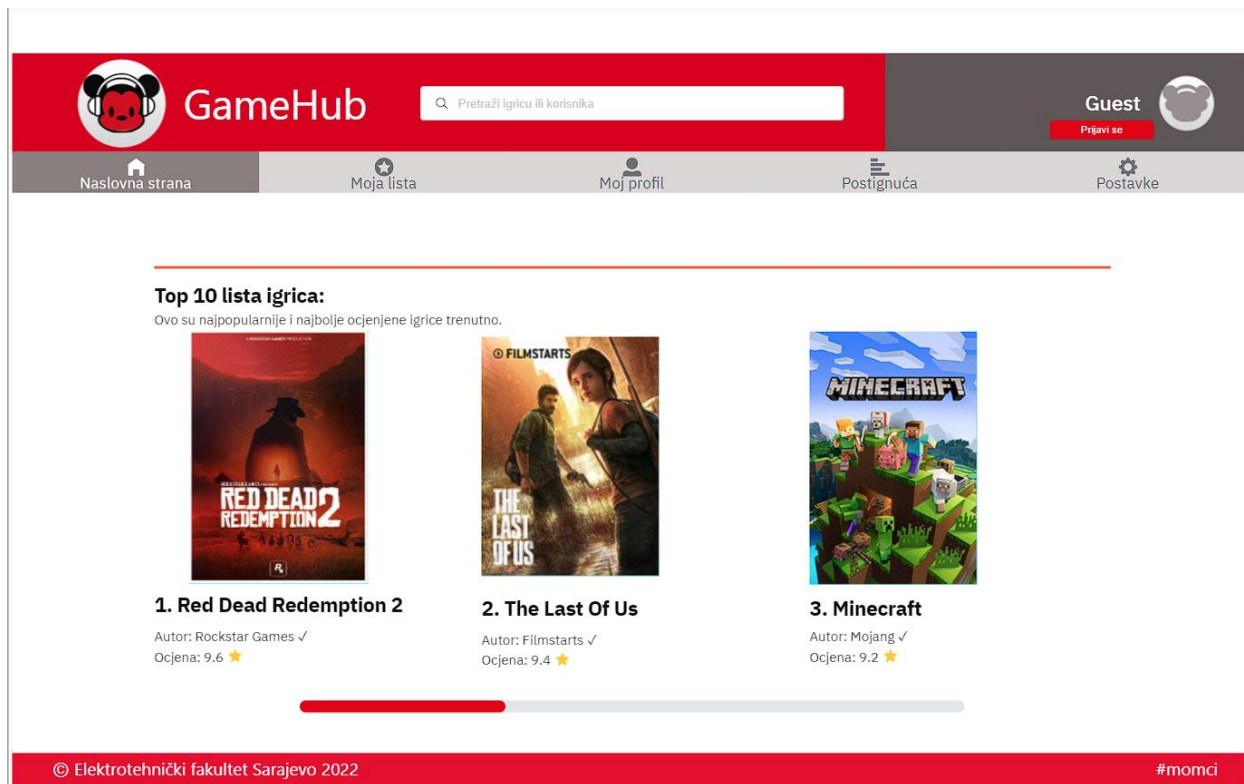 GameHub
Pretraži igricu ili korisnika
Guest
Prijavi se
Naslovna strana
Moja lista
Moj profil
Postignuća
Postavke
Top 10 lista igrica:
Ovo su najpopularnije i najbolje ocjenjene igrice trenutno.
A ROCKSTAR GAMES PRODUCTION
RED DEAD
REDEMPTION 2
R
FILMSTARTS
THE
LAST
OF US
MINECRAFT
1. Red Dead Redemption 2
Autor: Rockstar Games ✓
Ocjena: 9.6 ⭐
2. The Last Of Us
Autor: Filmstarts ✓
Ocjena: 9.4 ⭐
3. Minecraft
Autor: Mojang ✓
Ocjena: 9.2 ⭐
© Elektrotehnički fakultet Sarajevo 2022
#momci